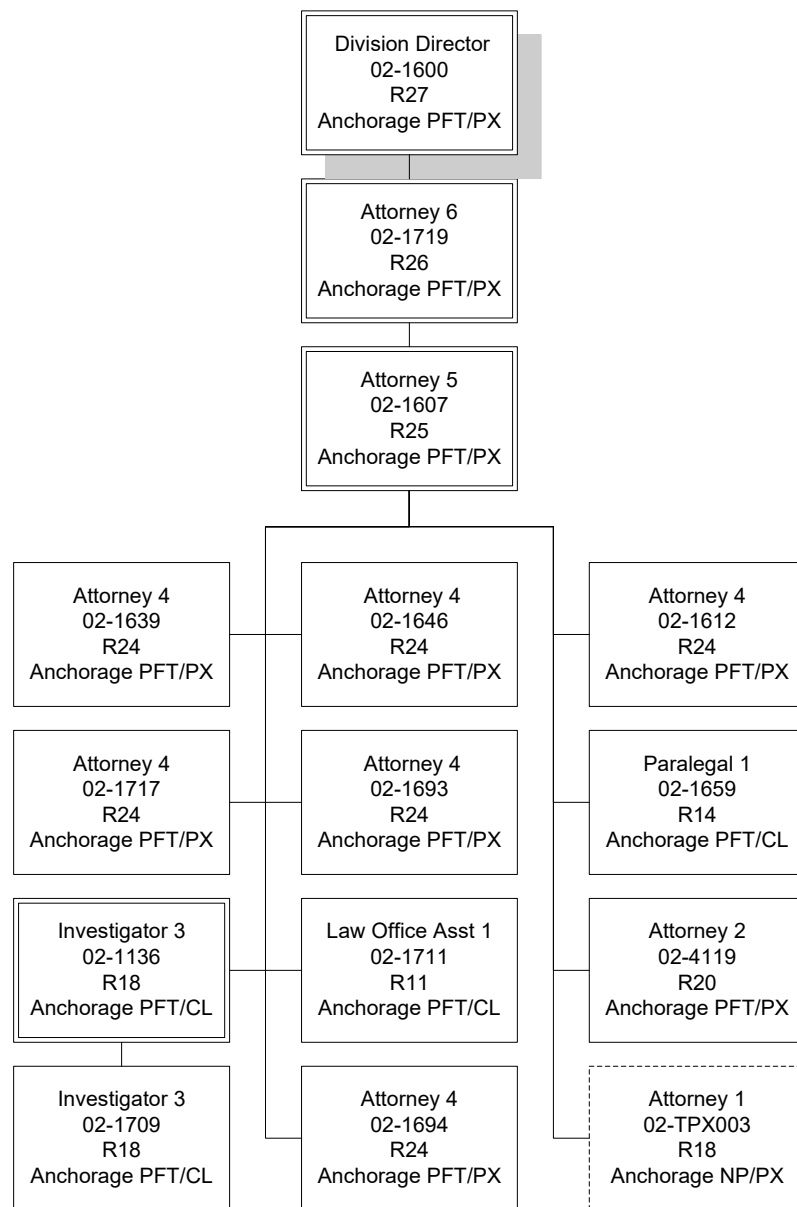 Division Director
02-1600
R27
Anchorage PFT/PX
Attorney 6
02-1719
R26
Anchorage PFT/PX
Attorney 5
02-1607
R25
Anchorage PFT/PX
Attorney 4
02-1639
R24
Anchorage PFT/PX
Attorney 4
02-1646
R24
Anchorage PFT/PX
Attorney 4
02-1612
R24
Anchorage PFT/PX
Attorney 4
02-1717
R24
Anchorage PFT/PX
Attorney 4
02-1693
R24
Anchorage PFT/PX
Paralegal 1
02-1659
R14
Anchorage PFT/CL
Investigator 3
02-1136
R18
Anchorage PFT/CL
Law Office Asst 1
02-1711
R11
Anchorage PFT/CL
Attorney 2
02-4119
R20
Anchorage PFT/PX
Investigator 3
02-1709
R18
Anchorage PFT/CL
Attorney 4
02-1694
R24
Anchorage PFT/PX
Attorney 1
02-TPX003
R18
Anchorage NP/PX